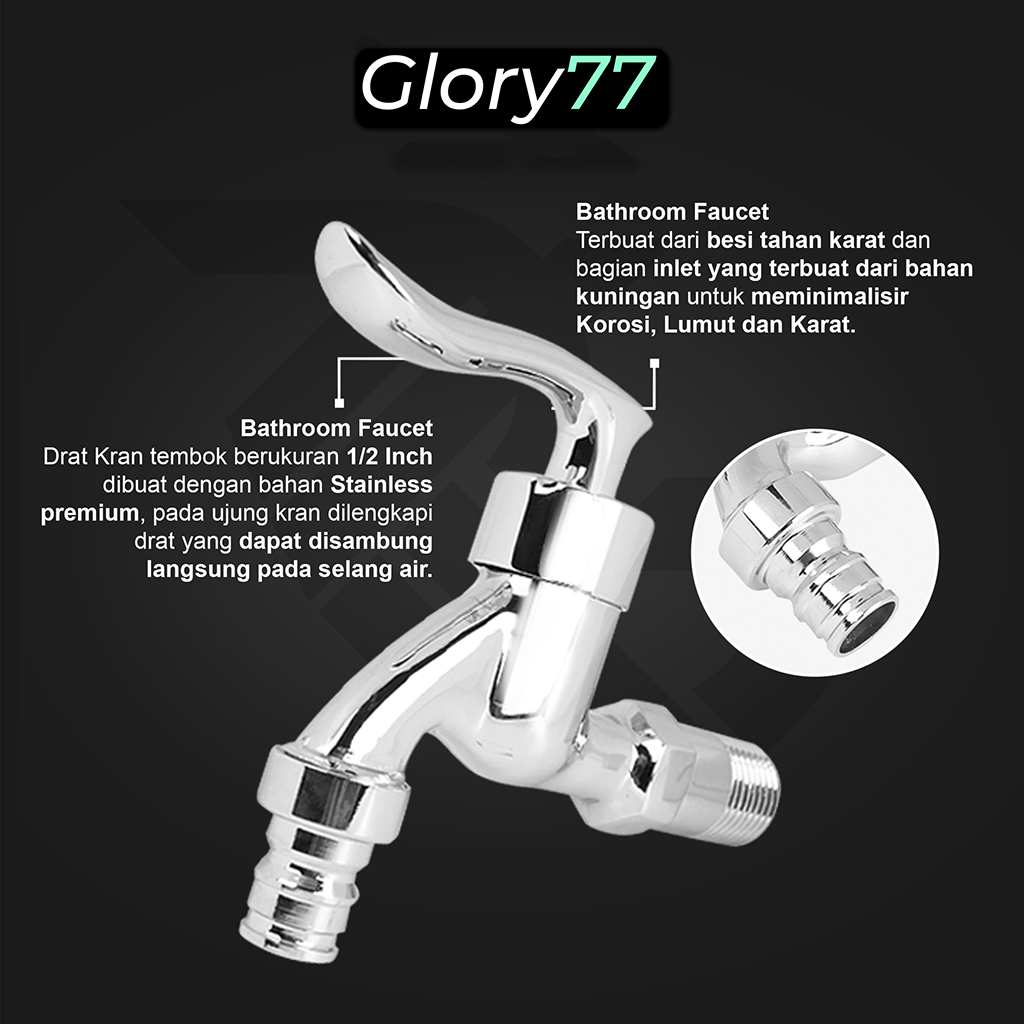 Glory77
Bathroom Faucet
Terbuat dari besi tahan karat dan
bagian inlet yang terbuat dari bahan
kuningan untuk meminimalisir
Korosi, Lumut dan Karat.
Bathroom Faucet
Drat Kran tembok berukuran 1/2 Inch
dibuat dengan bahan Stainless
premium, pada ujung kran dilengkapi
drat yang dapat disambung
langsung pada selang air.